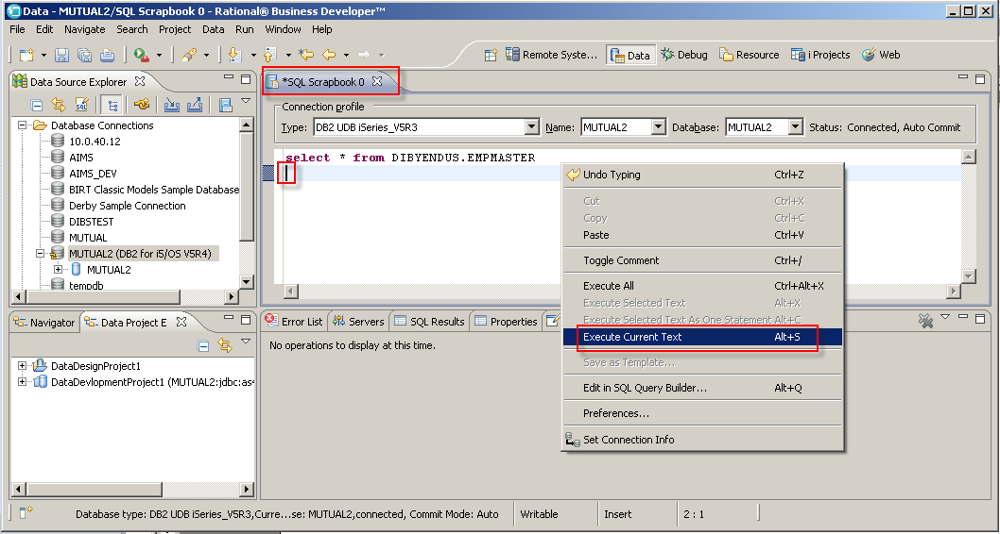 Data - MUTUAL2/SQL Scrapbook 0 - Rational® Business Developer™
File Edit Navigate Search Project Data Run Window Help
Remote Syste... Data Debug Resource i Projects Web
Data Source Explorer
*SQL Scrapbook 0
Connection profile
Type: DB2 UDB iSeries_V5R3 Name: MUTUAL2 Database: MUTUAL2 Status: Connected, Auto Commit
Database Connections
10.0.40.12
AIMS
AIMS_DEV
BIRT Classic Models Sample Database
Derby Sample Connection
DIBSTEST
MUTUAL
MUTUAL2 (DB2 for i5/OS V5R4)
MUTUAL2
tempdb
select * from DIBYENDUS.EMPMASTER
Undo Typing Ctrl+Z
Cut Ctrl+X
Copy Ctrl+C
Paste Ctrl+V
Toggle Comment Ctrl+/
Execute All Ctrl+Alt+X
Execute Selected Text Alt+X
Execute Selected Text As One Statement Alt+C
Execute Current Text Alt+S
Save as Template...
Edit in SQL Query Builder... Alt+Q
Preferences...
Set Connection Info
Navigator Data Project E
DataDesignProject1
DataDevlopmentProject1 (MUTUAL2:jdbc:as4
Error List Servers SQL Results Properties
No operations to display at this time.
Database type: DB2 UDB iSeries_V5R3,Curre...se: MUTUAL2,connected, Commit Mode: Auto Writable Insert 2 : 1